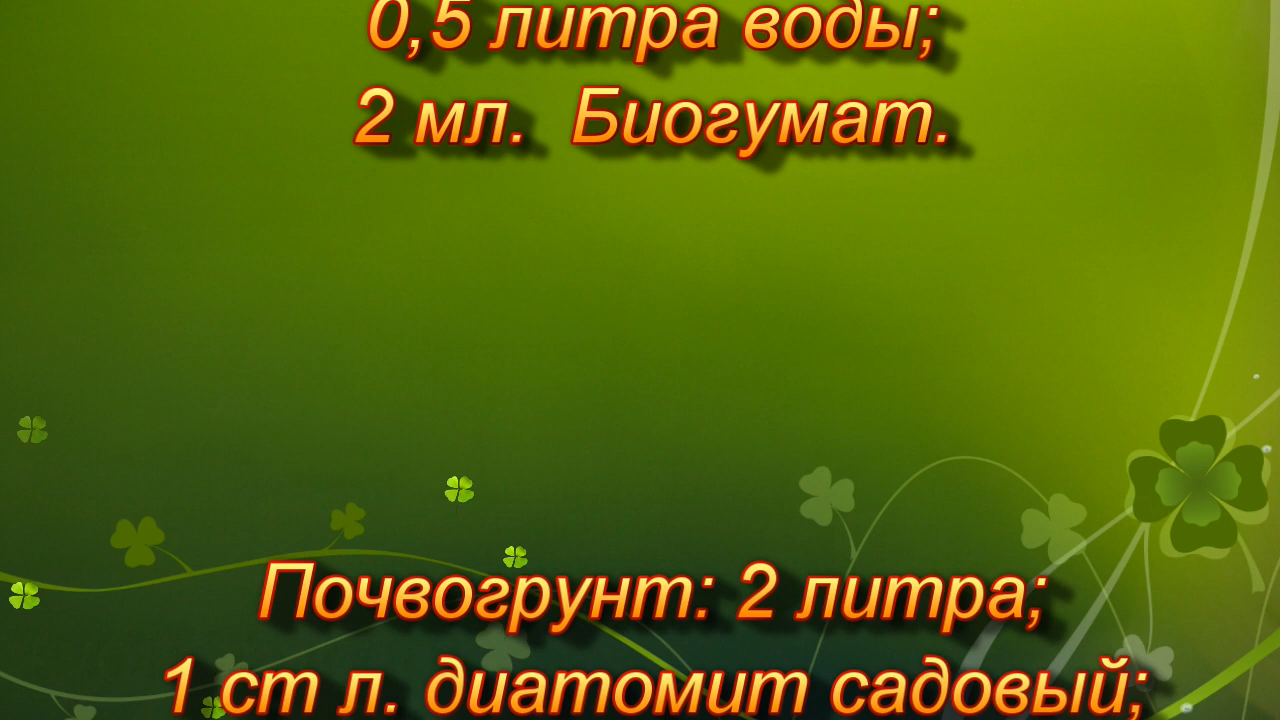 0,5 литра воды;
2 мл. Биогумат.
Почвогрунт: 2 литра;
1 ст л. диатомит садовый;